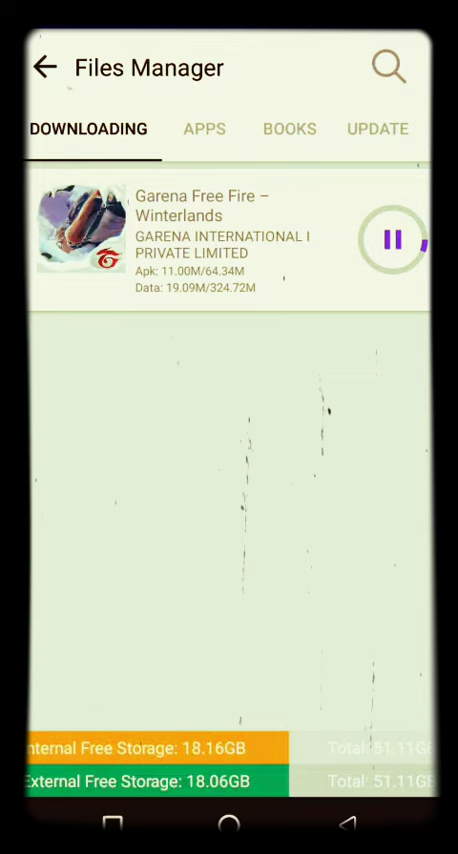 Files Manager
DOWNLOADING APPS BOOKS UPDATE
Garena Free Fire –
Winterlands
GARENA INTERNATIONAL I
PRIVATE LIMITED
Apk: 11.00M/64.34M
Data: 19.09M/324.72M
nternal Free Storage: 18.16GB Total: 51.11GB
External Free Storage: 18.06GB Total: 51.11GB